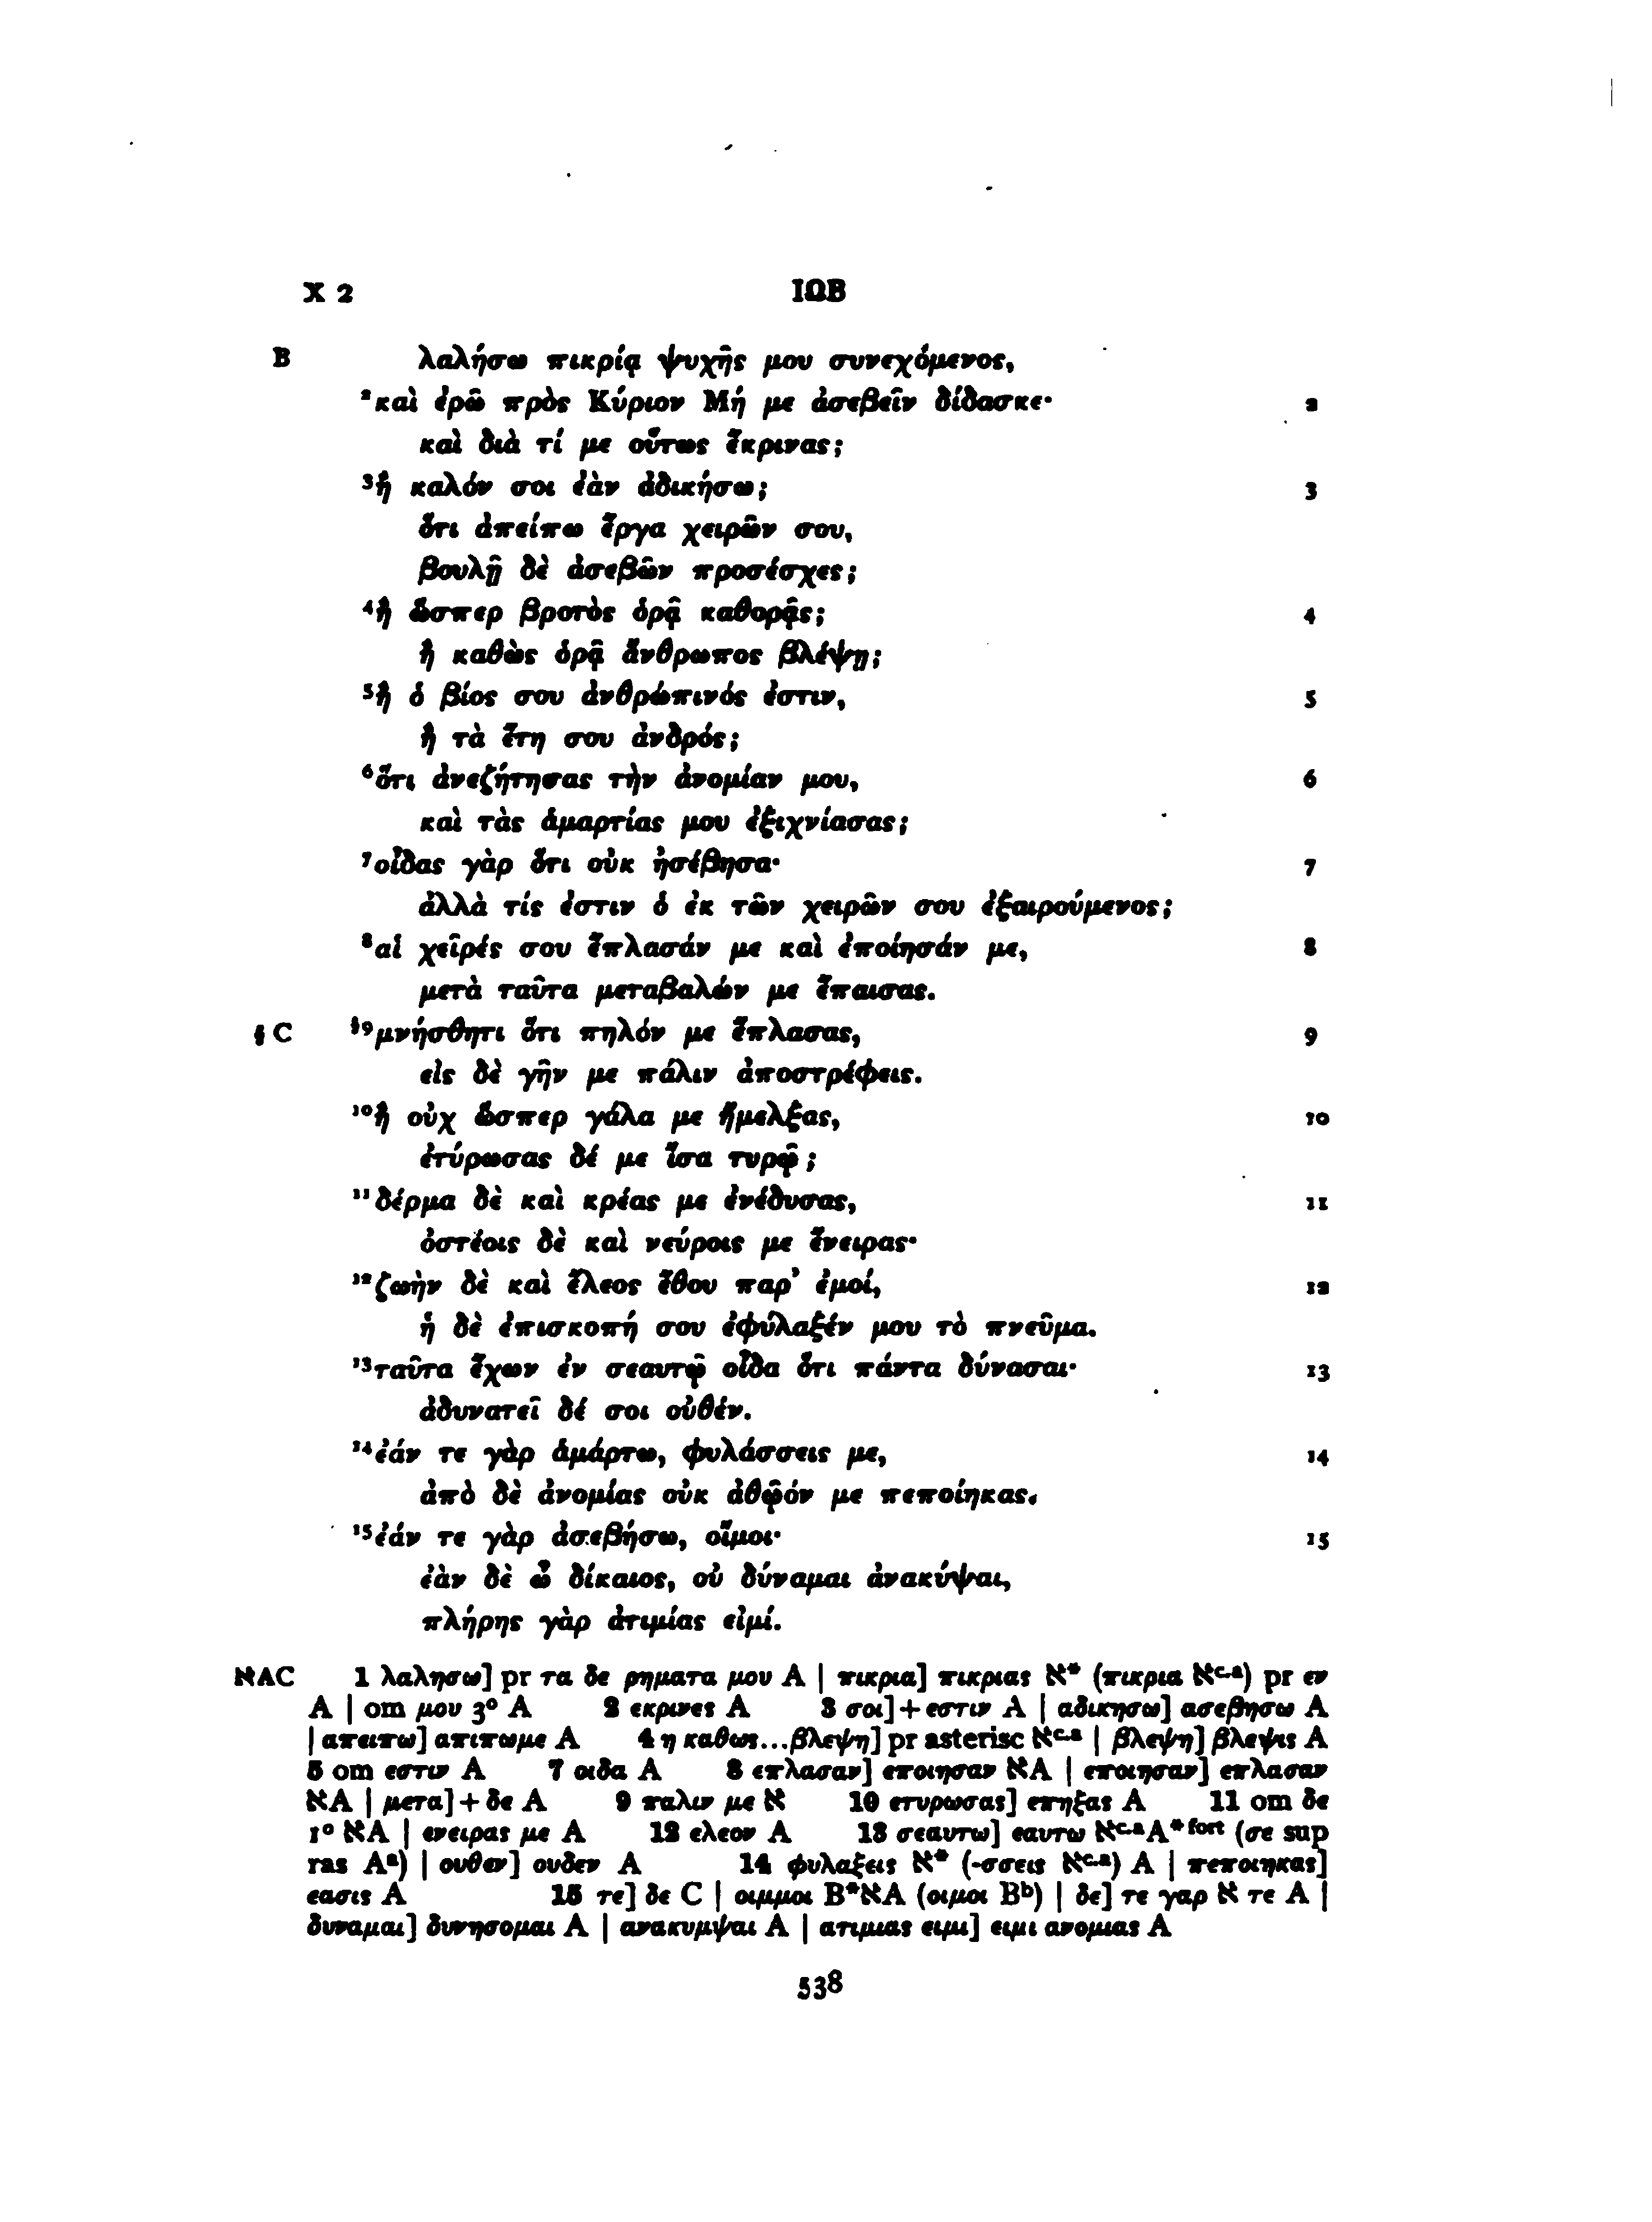 X 2 ΙΩΒ
B λαλήσω πικρίᾳ ψυχῆς μου συνεχόμενος,
²καὶ ἐρῶ πρὸς Κύριον Μή με ἀσεβεῖν δίδασκε· 2
καὶ διὰ τί με οὕτως ἔκρινας;
³ἢ καλόν σοι ἐὰν ἀδικήσω; 3
ὅτι ἀπείπω ἔργα χειρῶν σου,
βουλῇ δὲ ἀσεβῶν προσέσχες;
⁴ἢ ὥσπερ βροτὸς ὁρᾷ καθορᾷς; 4
ἢ καθὼς ὁρᾷ ἄνθρωπος βλέψῃ;
⁵ἢ ὁ βίος σου ἀνθρώπινός ἐστιν, 5
ἢ τὰ ἔτη σου ἀνδρός;
⁶ὅτι ἀνεζήτησας τὴν ἀνομίαν μου, 6
καὶ τὰς ἁμαρτίας μου ἐξιχνίασας;
⁷οἶδας γὰρ ὅτι οὐκ ἠσέβησα· 7
ἀλλὰ τίς ἐστιν ὁ ἐκ τῶν χειρῶν σου ἐξαιρούμενος;
⁸αἱ χεῖρές σου ἔπλασάν με καὶ ἐποίησάν με, 8
μετὰ ταῦτα μεταβαλών με ἔπαισας.
§ C §⁹μνήσθητι ὅτι πηλόν με ἔπλασας, 9
εἰς δὲ γῆν με πάλιν ἀποστρέφεις.
¹⁰ἢ οὐχ ὥσπερ γάλα με ἤμελξας, 10
ἐτύρωσας δέ με ἴσα τυρῷ;
¹¹δέρμα δὲ καὶ κρέας με ἐνέδυσας, 11
ὀστέοις δὲ καὶ νεύροις με ἔνειρας·
¹²ζωὴν δὲ καὶ ἔλεος ἔθου παρ᾽ ἐμοί, 12
ἡ δὲ ἐπισκοπή σου ἐφύλαξέν μου τὸ πνεῦμα.
¹³ταῦτα ἔχων ἐν σεαυτῷ οἶδα ὅτι πάντα δύνασαι· 13
ἀδυνατεῖ δέ σοι οὐθέν.
¹⁴ἐάν τε γὰρ ἁμάρτω, φυλάσσεις με, 14
ἀπὸ δὲ ἀνομίας οὐκ ἀθῷόν με πεποίηκας.
¹⁵ἐάν τε γὰρ ἀσεβήσω, οἴμοι· 15
ἐὰν δὲ ὦ δίκαιος, οὐ δύναμαι ἀνακύψαι,
πλήρης γὰρ ἀτιμίας εἰμί.
אAC 1 λαλησω] pr τα δε ρηματα μου A | πικρια] πικριας א* (πικρια אᶜ·ᵃ) pr εν
A | om μου 3° A 2 εκρινες A 3 σοι]+εστιν A | αδικησω] ασεβησω A
| απειπω] απιπωμε A 4 η καθως...βλεψη] pr asterisc אᶜ·ᵃ | βλεψη] βλεψις A
5 om εστιν A 7 οιδα A 8 επλασαν] εποιησαν אA | εποιησαν] επλασαν
אA | μετα]+δε A 9 παλιν με א 10 ετυρωσας] επηξας A 11 om δε
1° אA | ενειρας με A 12 ελεον A 13 σεαυτω] εαυτω אᶜ·ᵃ A*ᶠᵒʳᵗ (σε sup
ras Aᵃ) | ουθεν] ουδεν A 14 φυλαξεις א* (-σσεις אᶜ·ᵃ) A | πεποιηκας]
εασις A 15 τε] δε C | οιμμοι B*אA (οιμοι Bᵇ) | δε] τε γαρ א τε A |
δυναμαι] δυνησομαι A | ανακυμψαι A | ατιμιας ειμι] ειμι ανομιας A
538